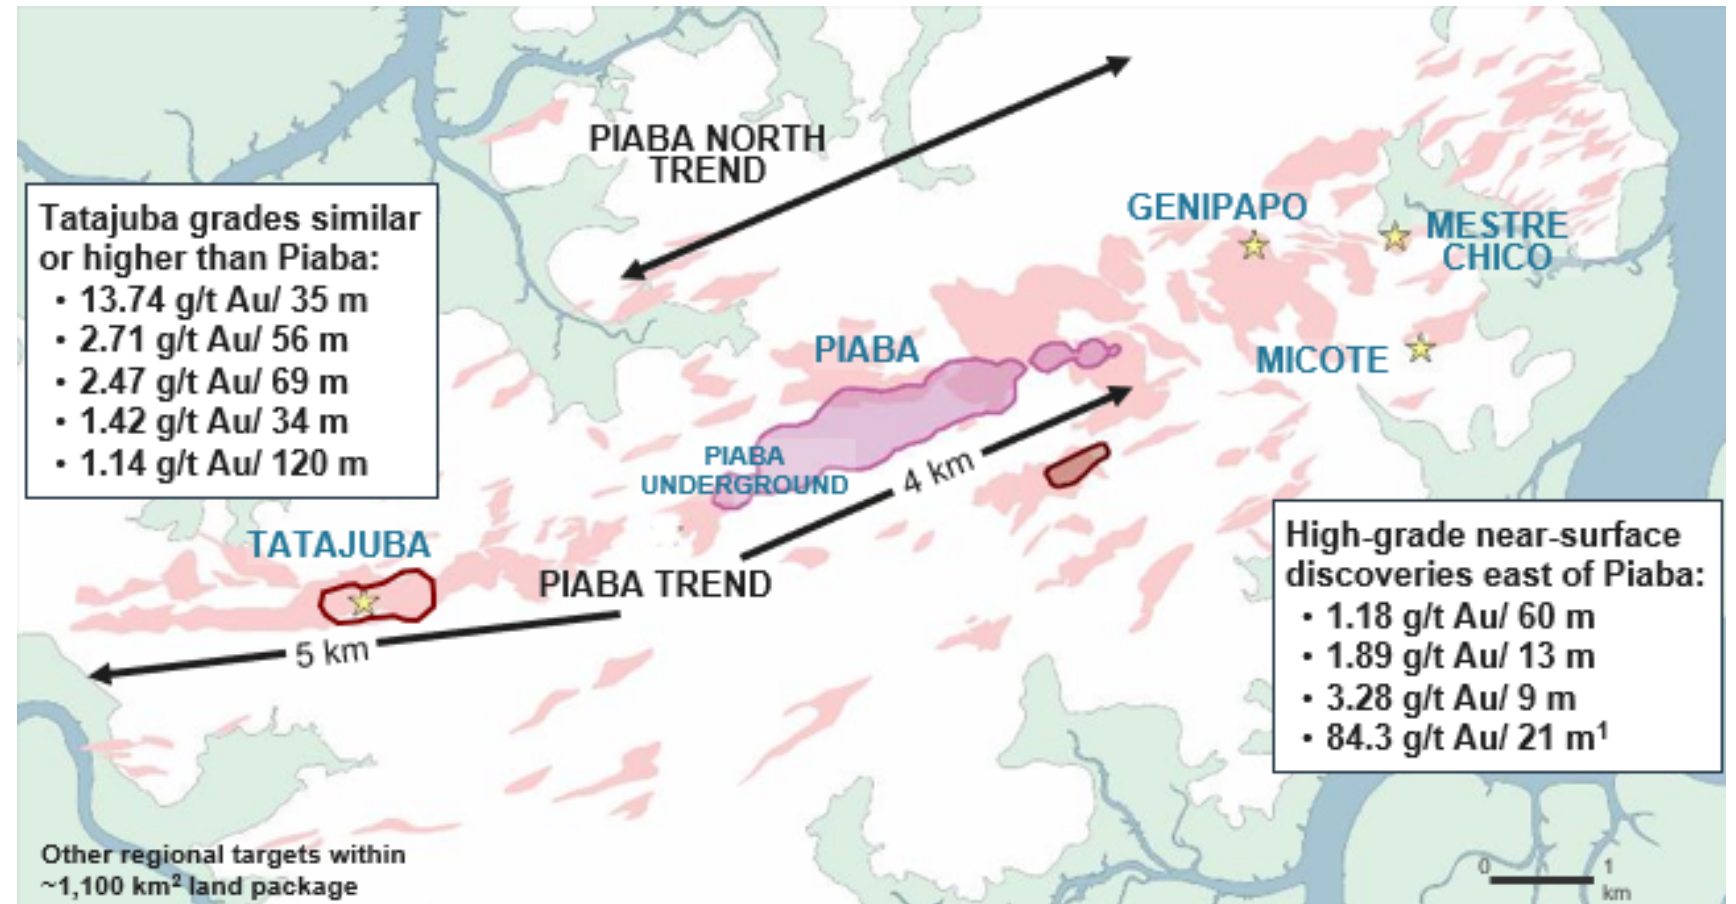 PIABA NORTH
TREND
Tatajuba grades similar
or higher than Piaba:
• 13.74 g/t Au/ 35 m
• 2.71 g/t Au/ 56 m
• 2.47 g/t Au/ 69 m
• 1.42 g/t Au/ 34 m
• 1.14 g/t Au/ 120 m
GENIPAPO
MESTRE
CHICO
PIABA
MICOTE
PIABA
UNDERGROUND
4 km
TATAJUBA
PIABA TREND
5 km
High-grade near-surface
discoveries east of Piaba:
• 1.18 g/t Au/ 60 m
• 1.89 g/t Au/ 13 m
• 3.28 g/t Au/ 9 m
• 84.3 g/t Au/ 21 m¹
Other regional targets within
~1,100 km² land package
0 1
km